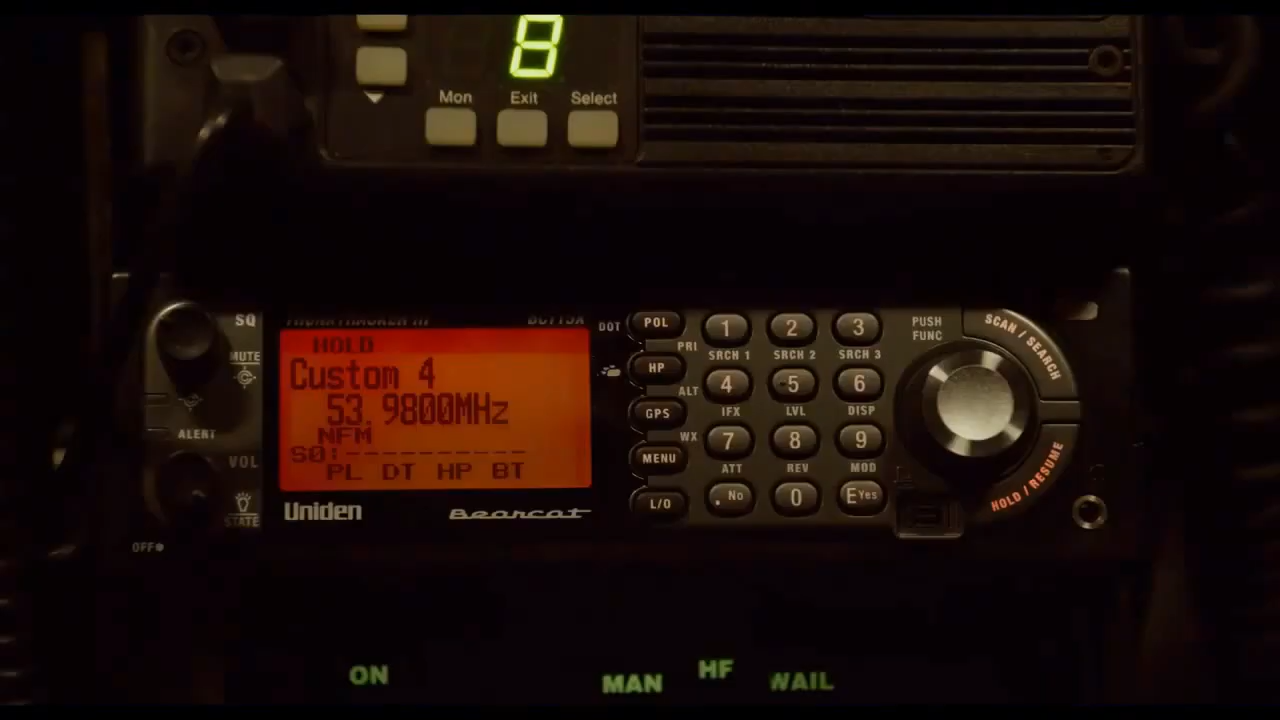 8
Mon Exit Select
SQ
MUTE
ALERT
VOL
STATE
OFF
HOLD
Custom 4
53.9800MHz
NFM
S0:----------
PL DT HP BT
Uniden
Bearcat
DOT
POL
PRI
HP
ALT
GPS
WX
MENU
L/O
1 2 3
SRCH 1 SRCH 2 SRCH 3
4 5 6
IFX LVL DISP
7 8 9
ATT REV MOD
. No 0 E Yes
PUSH
FUNC
SCAN / SEARCH
HOLD / RESUME
ON
MAN
HF
WAIL